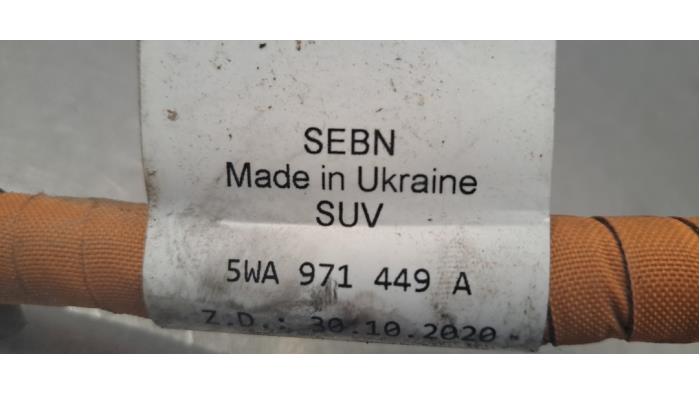 SEBN
Made in Ukraine
SUV
5WA 971 449 A
Z.D.: 30.10.2020